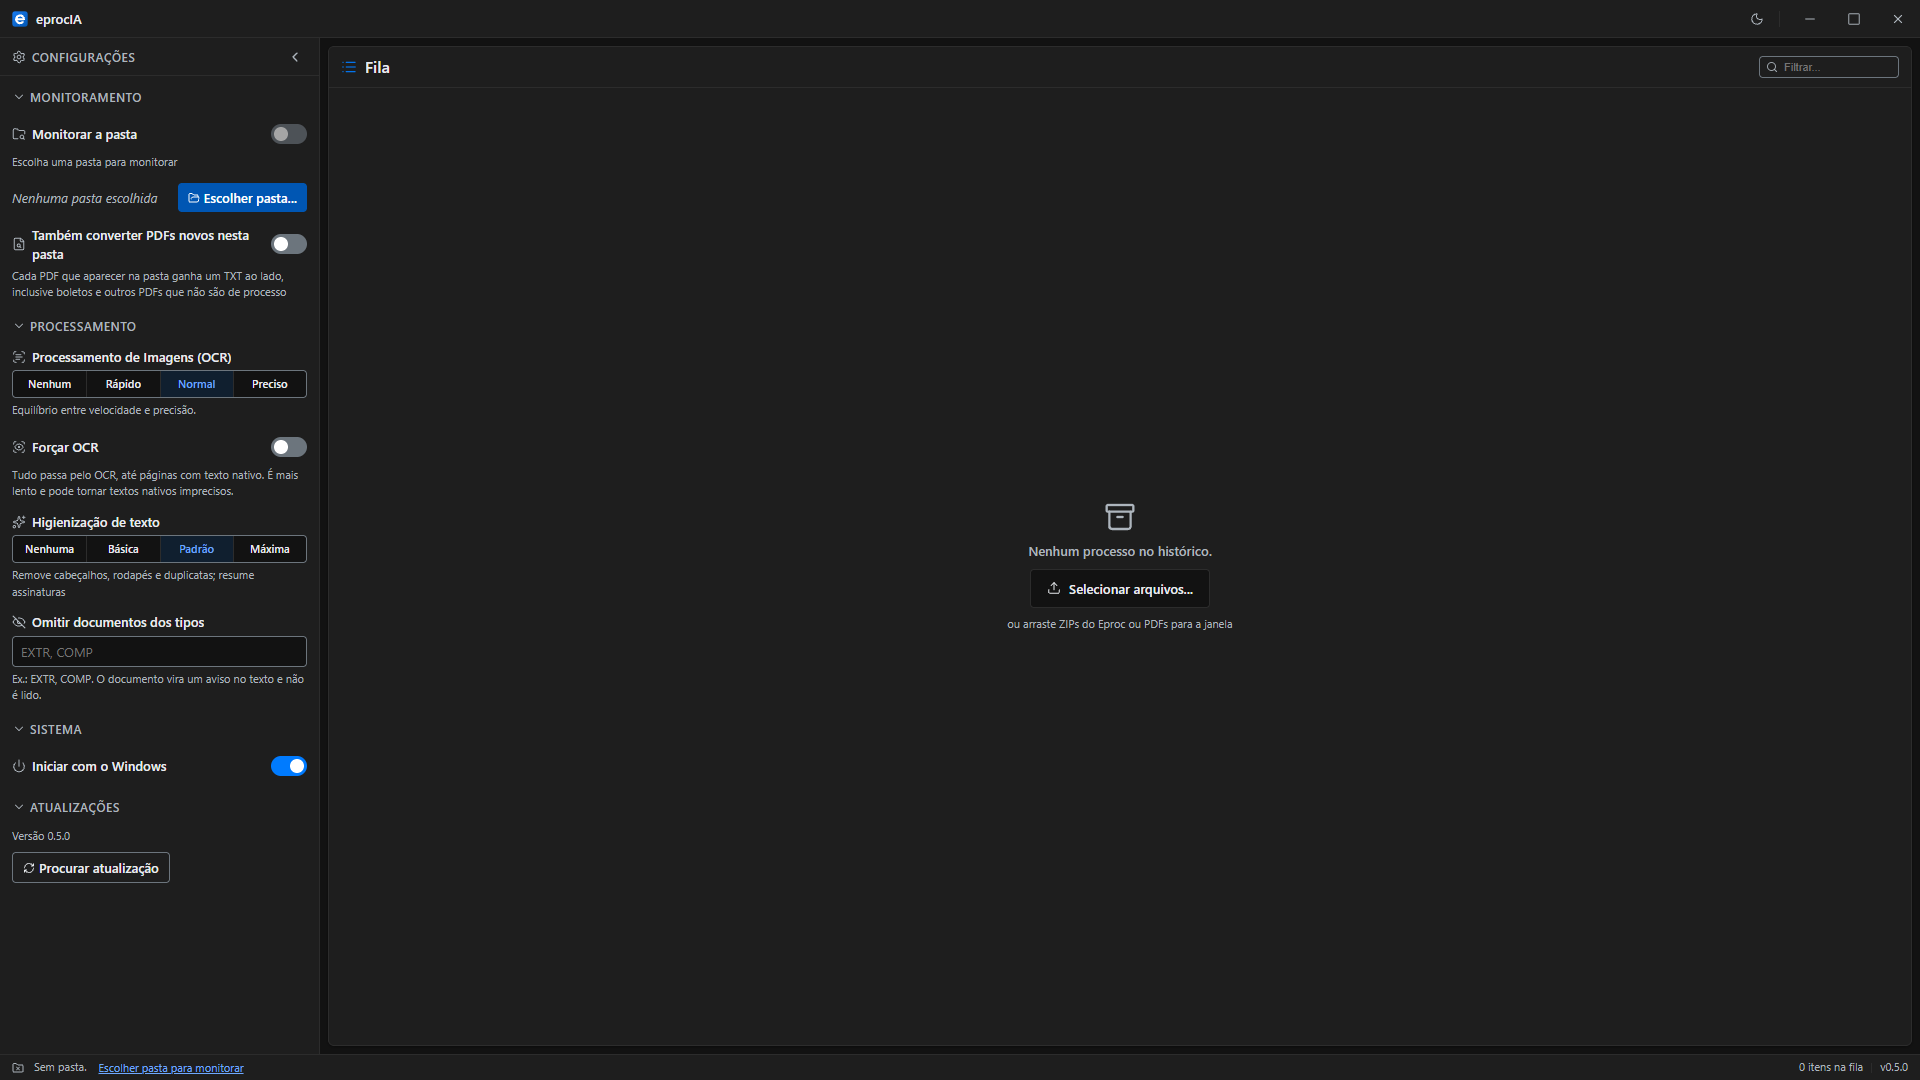 eprocIA
CONFIGURAÇÕES
MONITORAMENTO
Monitorar a pasta
Escolha uma pasta para monitorar
Nenhuma pasta escolhida
Escolher pasta...
Também converter PDFs novos nesta
pasta
Cada PDF que aparecer na pasta ganha um TXT ao lado,
inclusive boletos e outros PDFs que não são de processo
PROCESSAMENTO
Processamento de Imagens (OCR)
Nenhum Rápido Normal Preciso
Equilíbrio entre velocidade e precisão.
Forçar OCR
Tudo passa pelo OCR, até páginas com texto nativo. É mais
lento e pode tornar textos nativos imprecisos.
Higienização de texto
Nenhuma Básica Padrão Máxima
Remove cabeçalhos, rodapés e duplicatas; resume
assinaturas
Omitir documentos dos tipos
EXTR, COMP
Ex.: EXTR, COMP. O documento vira um aviso no texto e não
é lido.
SISTEMA
Iniciar com o Windows
ATUALIZAÇÕES
Versão 0.5.0
Procurar atualização
Fila
Filtrar...
Nenhum processo no histórico.
Selecionar arquivos...
ou arraste ZIPs do Eproc ou PDFs para a janela
Sem pasta. Escolher pasta para monitorar
0 itens na fila v0.5.0